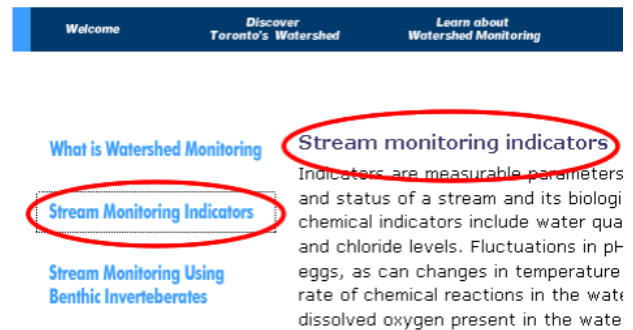 Welcome
Discover
Toronto's Watershed
Learn about
Watershed Monitoring
What is Watershed Monitoring
Stream Monitoring Indicators
Stream Monitoring Using
Benthic Inverteberates
Stream monitoring indicators
Indicators are measurable parameters
and status of a stream and its biologi
chemical indicators include water qua
and chloride levels. Fluctuations in pH
eggs, as can changes in temperature
rate of chemical reactions in the wate
dissolved oxygen present in the wate